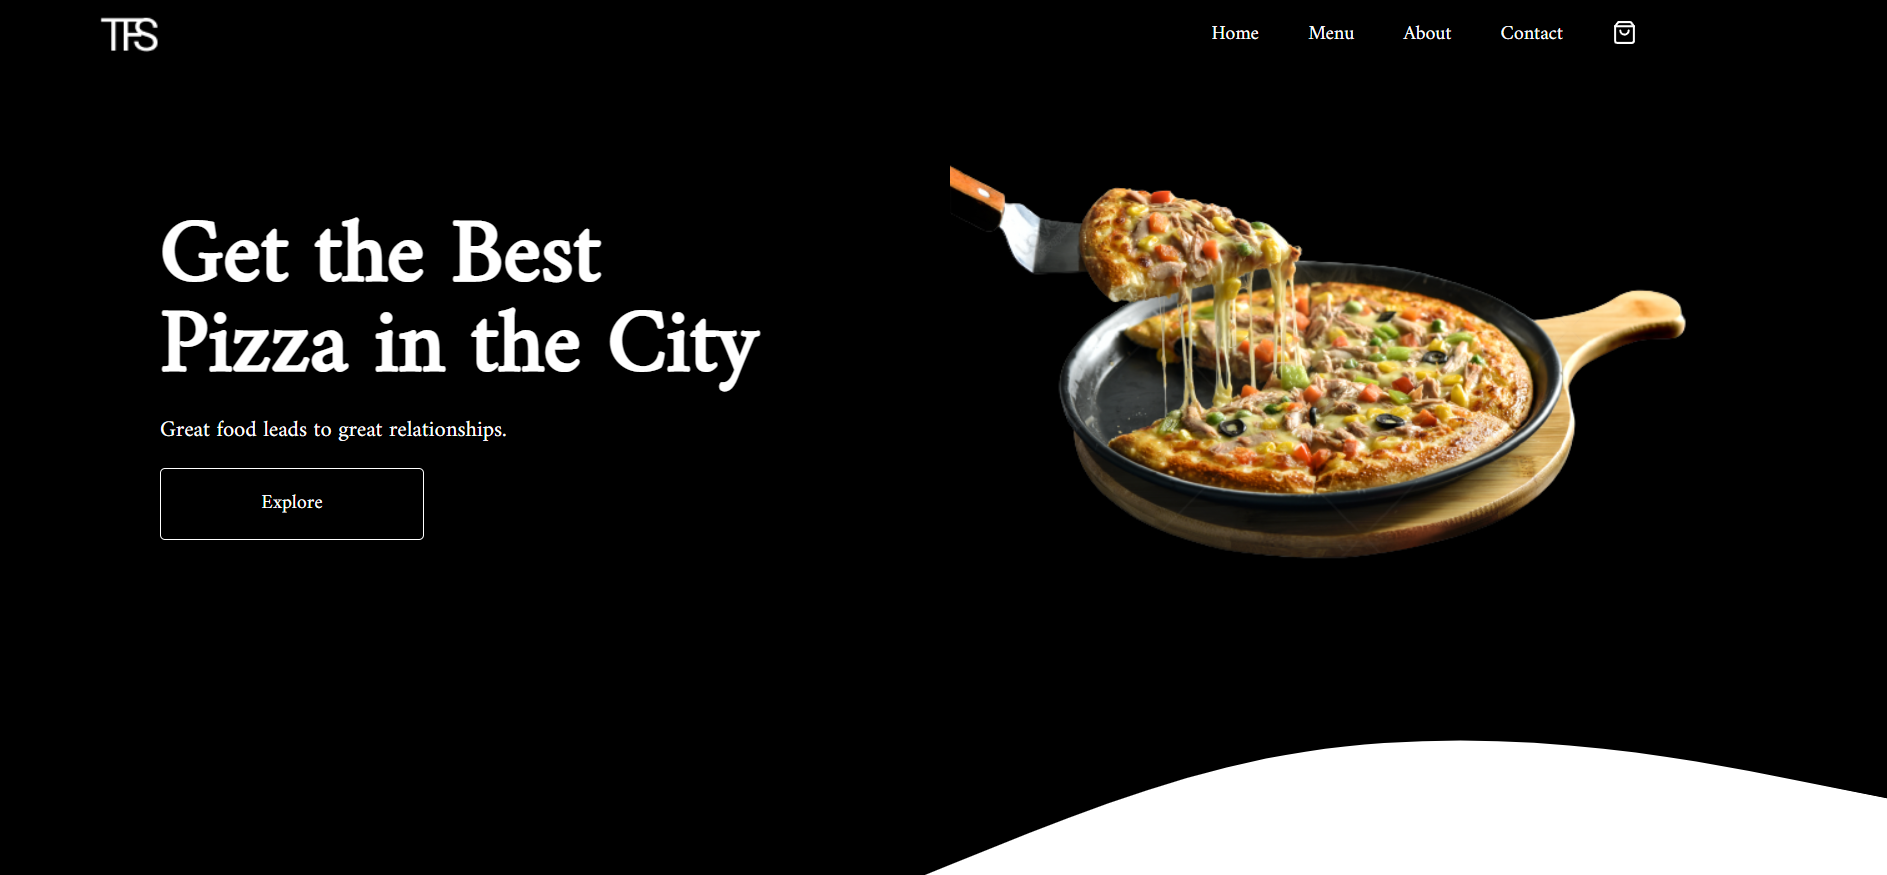 TFS
Home Menu About Contact
Get the Best
Pizza in the City
Great food leads to great relationships.
Explore